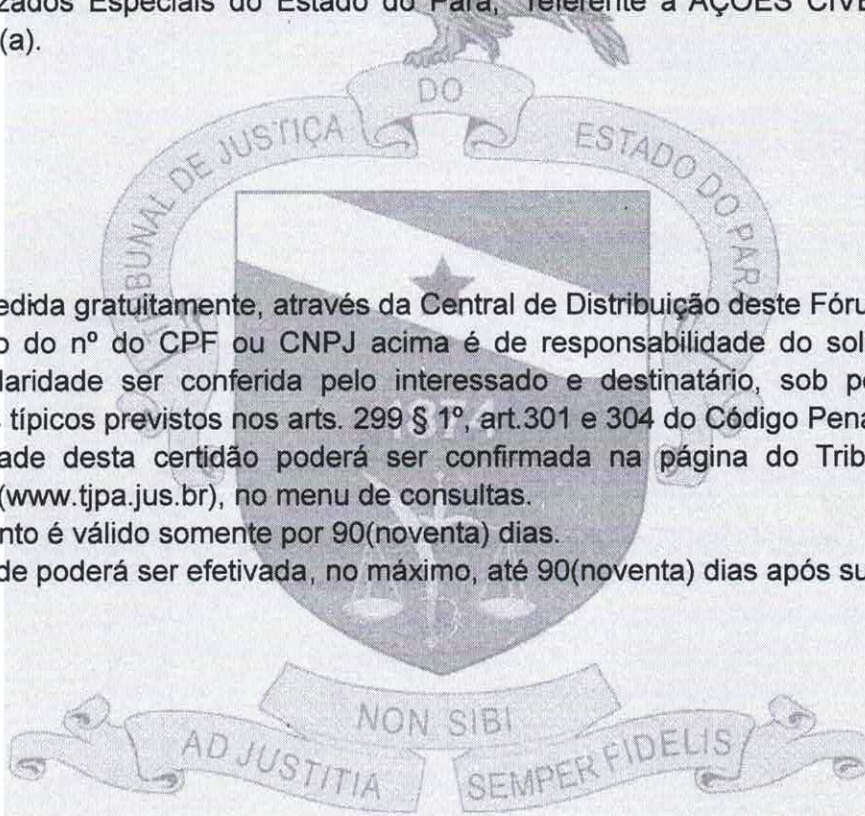 zados Especiais do Estado do Pará, referente a AÇÕES CÍVE
(a).
DO
TRIBUNAL DE JUSTIÇA
ESTADO DO PARÁ
edida gratuitamente, através da Central de Distribuição deste Fóru
o do nº do CPF ou CNPJ acima é de responsabilidade do sol
laridade ser conferida pelo interessado e destinatário, sob pe
s típicos previstos nos arts. 299 § 1º, art.301 e 304 do Código Pena
1874
ade desta certidão poderá ser confirmada na página do Trib
(www.tjpa.jus.br), no menu de consultas.
nto é válido somente por 90(noventa) dias.
de poderá ser efetivada, no máximo, até 90(noventa) dias após su
NON SIBI
AD JUSTITIA
SEMPER FIDELIS